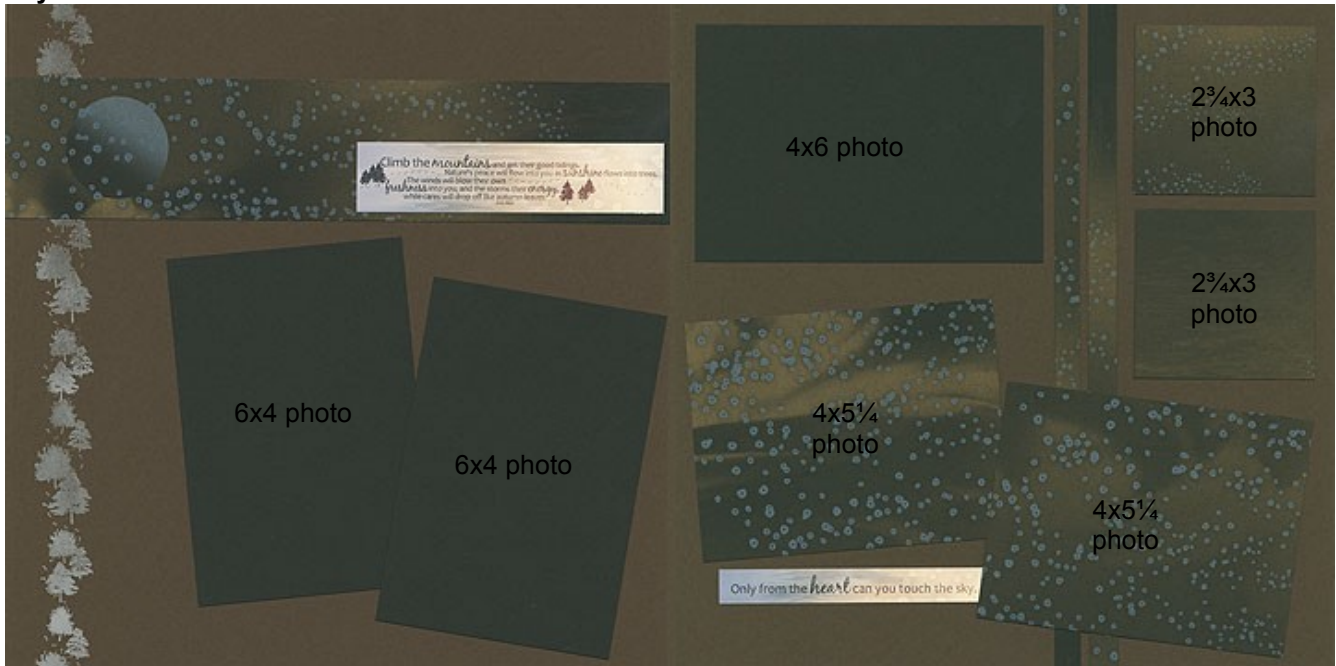 Climb the mountains and get their good tidings.
Nature's peace will flow into you as sunshine flows into trees.
The winds will blow their own
freshness into you, and the storms their energy,
while cares will drop off like autumn leaves.
6x4 photo
6x4 photo
4x6 photo
2¾x3
photo
2¾x3
photo
4x5¼
photo
4x5¼
photo
Only from the heart can you touch the sky.